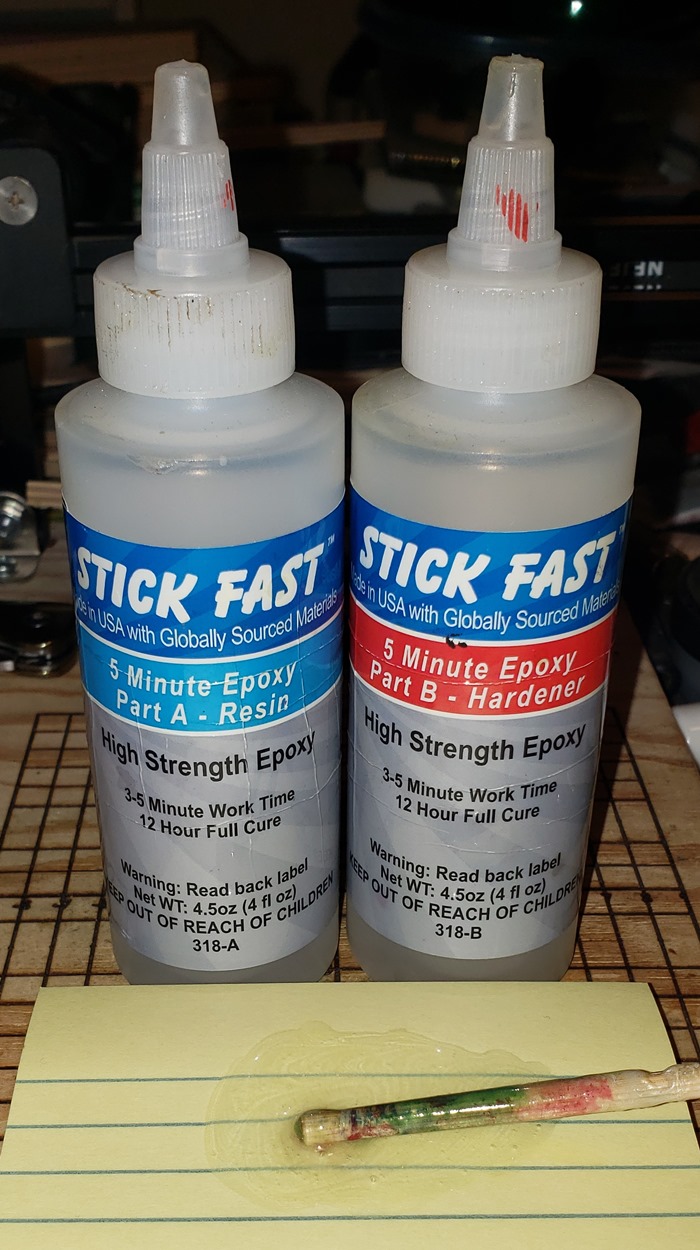 STICK FAST™
in USA with Globally Sourced Materials
5 Minute Epoxy
Part A - Resin
High Strength Epoxy
3-5 Minute Work Time
12 Hour Full Cure
Warning: Read back label
Net WT: 4.5oz (4 fl oz)
KEEP OUT OF REACH OF CHILDREN
318-A
STICK FAST™
Made in USA with Globally Sourced Materials
5 Minute Epoxy
Part B - Hardener
High Strength Epoxy
3-5 Minute Work Time
12 Hour Full Cure
Warning: Read back label
Net WT: 4.5oz (4 fl oz)
KEEP OUT OF REACH OF CHILDREN
318-B